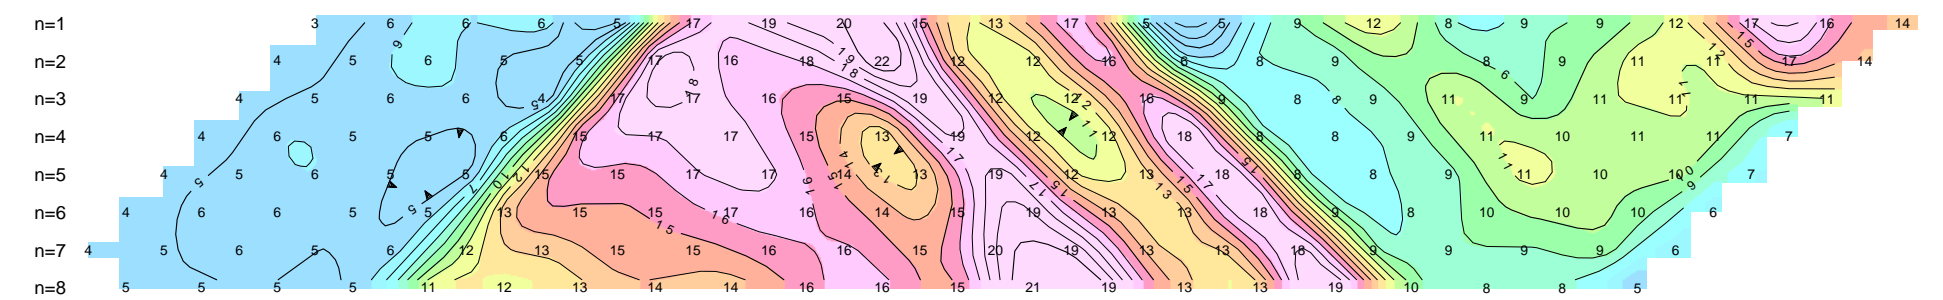 n=1 3 6 6 6 5 17 19 20 15 13 17 5 5 9 12 8 9 9 12 17 16 14
n=2 4 5 6 5 5 17 16 18 22 12 12 16 6 8 9 8 9 11 11 17 14
n=3 4 5 6 6 4 17 17 16 15 19 12 12 16 9 8 9 11 9 11 11 11 11
n=4 4 6 5 5 6 15 17 17 15 13 19 12 12 18 8 8 9 11 10 11 11 7
n=5 4 5 6 5 5 15 15 17 17 14 13 19 12 13 18 8 8 9 11 10 10 7
n=6 4 6 6 5 5 13 15 15 17 16 14 15 19 13 13 18 9 8 10 10 10 6
n=7 4 5 6 5 6 12 13 15 15 16 16 15 20 19 13 13 18 9 9 9 9 6
n=8 5 5 5 5 11 12 13 14 14 16 16 15 21 19 13 13 19 10 8 8 5